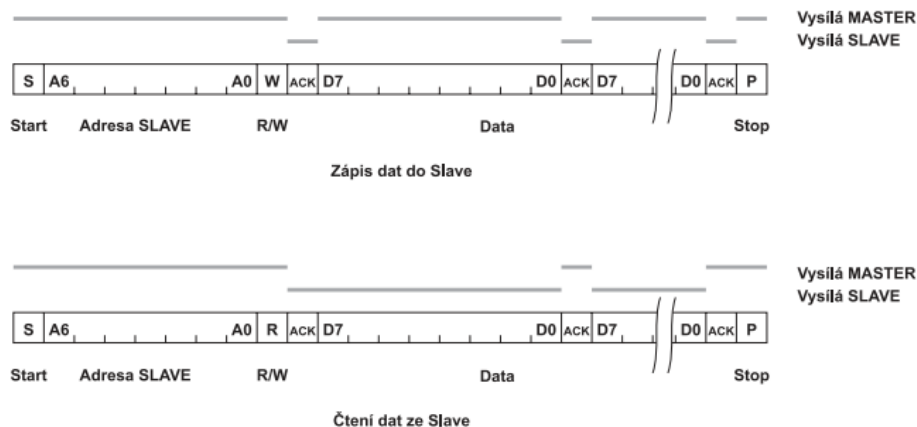 Vysílá MASTER
Vysílá SLAVE
S A6 A0 W ACK D7 D0 ACK D7 D0 ACK P
Start Adresa SLAVE R/W Data Stop
Zápis dat do Slave
Vysílá MASTER
Vysílá SLAVE
S A6 A0 R ACK D7 D0 ACK D7 D0 ACK P
Start Adresa SLAVE R/W Data Stop
Čtení dat ze Slave